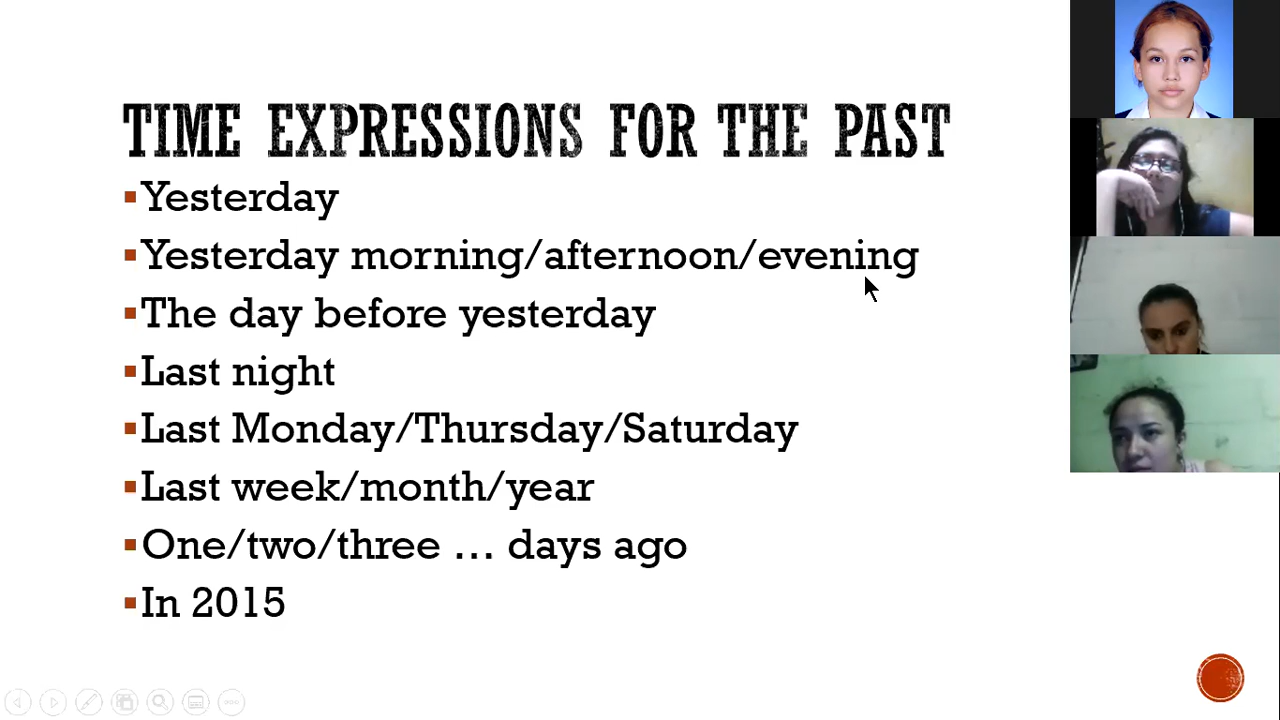 TIME EXPRESSIONS FOR THE PAST
Yesterday
Yesterday morning/afternoon/evening
The day before yesterday
Last night
Last Monday/Thursday/Saturday
Last week/month/year
One/two/three ... days ago
In 2015